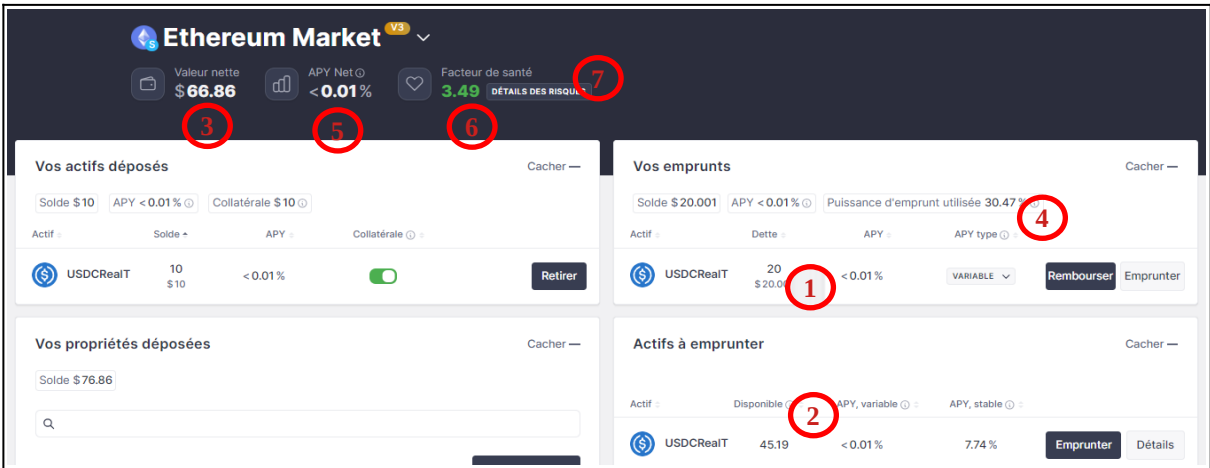 Ethereum Market V3
Valeur nette APY Net Facteur de santé
$66.86 <0.01% 3.49 DÉTAILS DES RISQUES
7
3 5 6
Vos actifs déposés Cacher —
Solde $10 APY <0.01% Collatérale $10
Actif Solde APY Collatérale
USDCRealT 10 <0.01% Retirer
$10
Vos emprunts Cacher —
Solde $20.001 APY <0.01% Puissance d'emprunt utilisée 30.47%
4
Actif Dette APY APY type
USDCRealT 20 <0.01% VARIABLE Rembourser Emprunter
1
Vos propriétés déposées Cacher —
Solde $76.86
Actifs à emprunter Cacher —
Actif Disponible APY, variable APY, stable
2
USDCRealT 45.19 <0.01% 7.74% Emprunter Détails